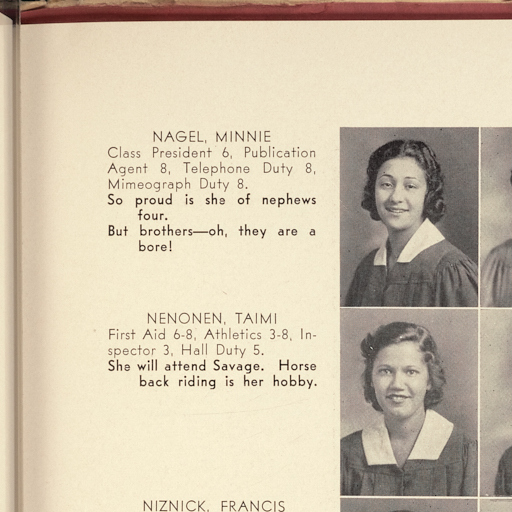 NAGEL, MINNIE
Class President 6, Publication
Agent 8, Telephone Duty 8,
Mimeograph Duty 8.
So proud is she of nephews
four.
But brothers—oh, they are a
bore!
NENONEN, TAIMI
First Aid 6-8, Athletics 3-8, In-
spector 3, Hall Duty 5.
She will attend Savage. Horse
back riding is her hobby.
NIZNICK, FRANCIS